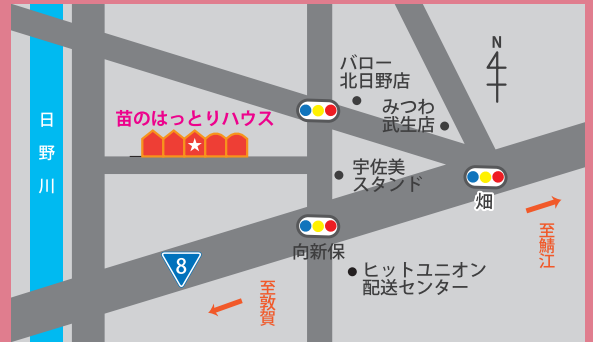 N
バロー
北日野店
みつわ
武生店
苗のはっとりハウス
日野川
宇佐美
スタンド
畑
向新保
至鯖江
8
ヒットユニオン
配送センター
至敦賀